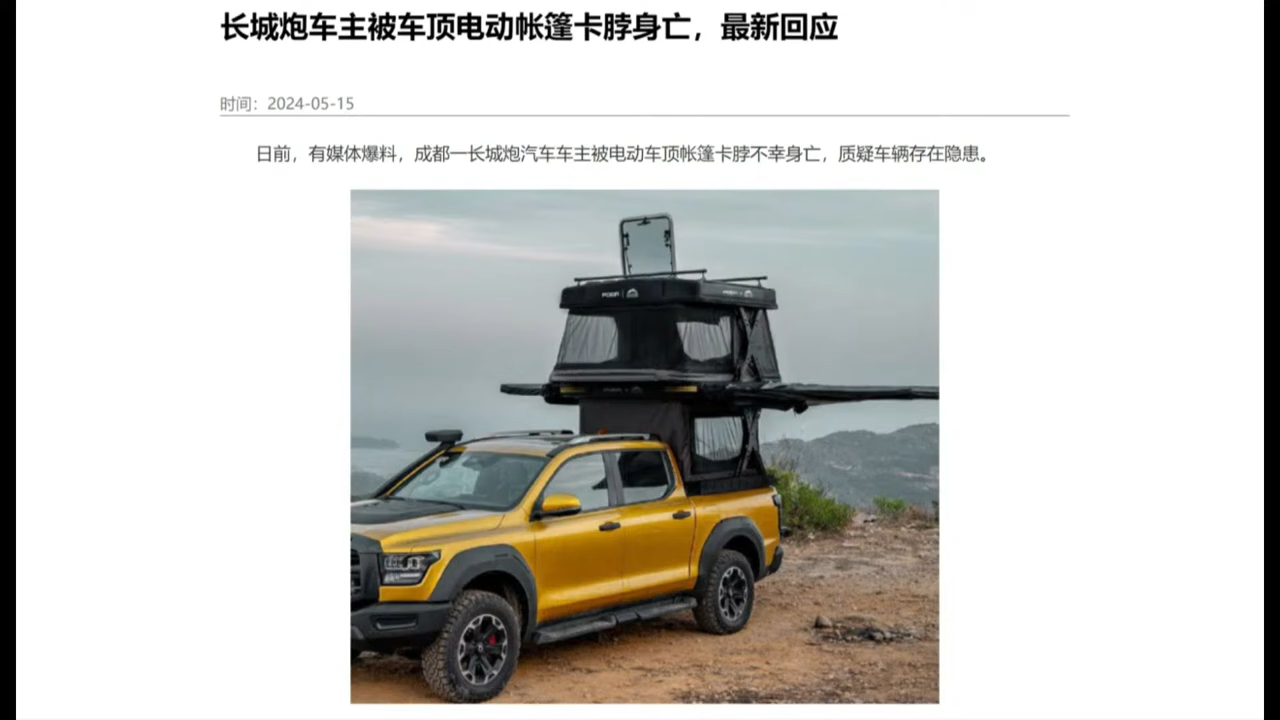 长城炮车主被车顶电动帐篷卡脖身亡，最新回应
时间：2024-05-15
日前，有媒体爆料，成都一长城炮汽车车主被电动车顶帐篷卡脖不幸身亡，质疑车辆存在隐患。